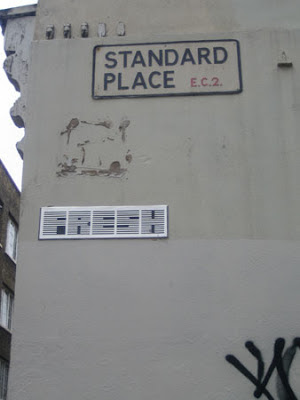 STANDARD
PLACE E.C.2.
FRESH